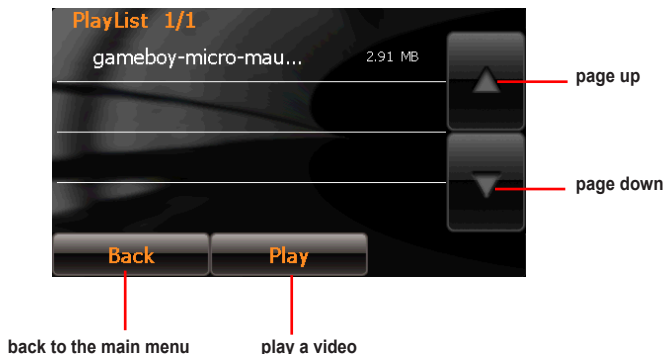 PlayList 1/1
gameboy-micro-mau... 2.91 MB
page up
page down
Back Play
back to the main menu play a video